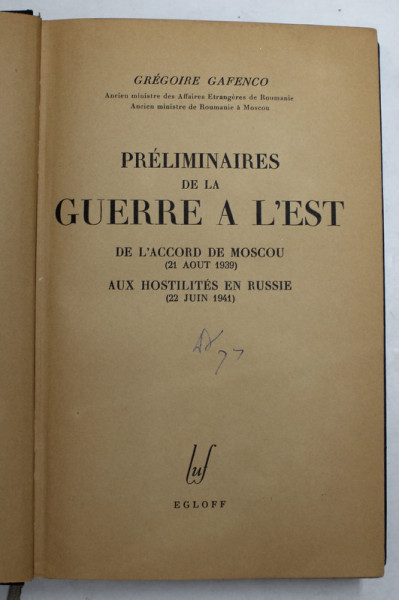 GRÉGOIRE GAFENCO
Ancien ministre des Affaires Etrangères de Roumanie
Ancien ministre de Roumanie à Moscou
PRÉLIMINAIRES
DE LA
GUERRE A L'EST
DE L'ACCORD DE MOSCOU
(21 AOUT 1939)
AUX HOSTILITÉS EN RUSSIE
(22 JUIN 1941)
luf
EGLOFF